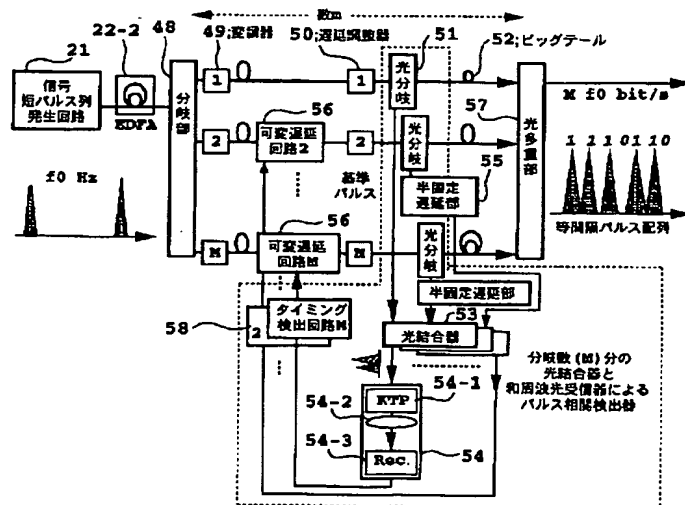 数m
21
22-2
48
49;変調器
50;遅延調整器
51
52;ピッグテール
信号
短パルス列
発生回路
EDFA
分岐部
1
1
光分岐
56
57
M f0 bit/s
2
可変遅延
回路2
2
光分岐
光多重部
1 1 1 0 1 1 0
f0 Hz
基準
パルス
半固定遅延部
55
56
等間隔パルス配列
M
可変遅延
回路M
M
光分岐
半固定遅延部
58
2
タイミング
検出回路M
53
光結合器
分岐数(M)分の
光結合器と
和周波光受信器による
パルス相関検出器
54-1
54-2
KTP
54-3
Rec.
54